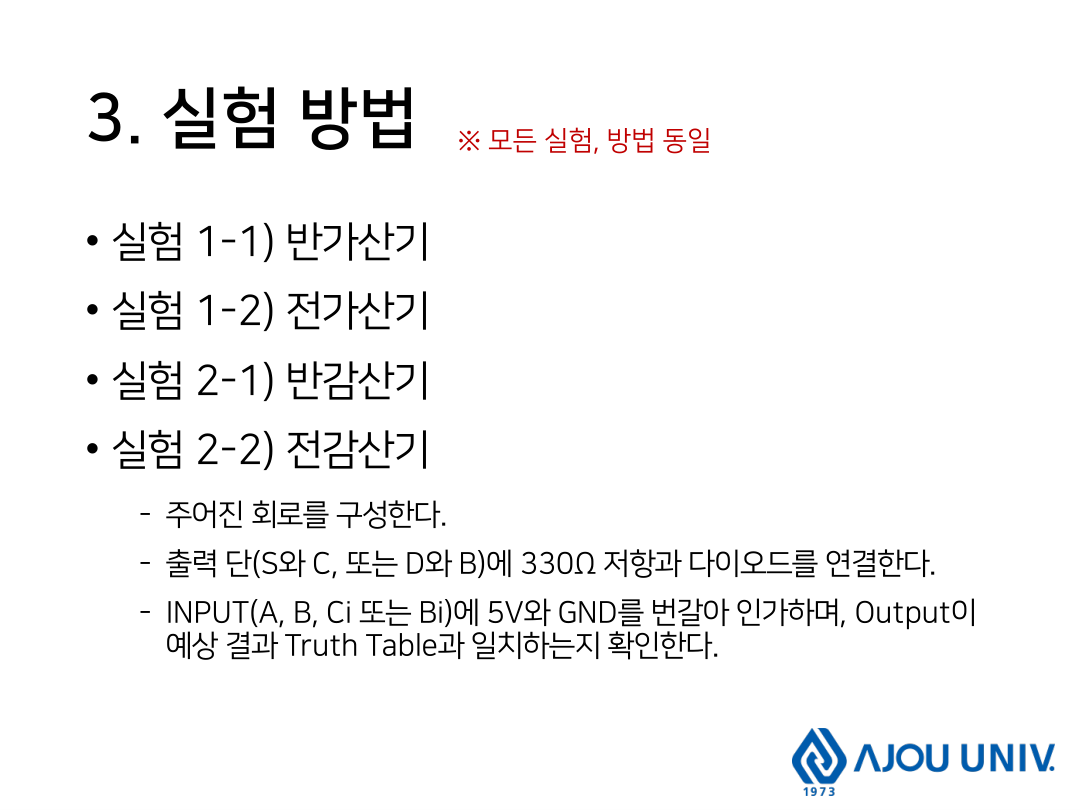 3. 실험 방법 ※ 모든 실험, 방법 동일
• 실험 1-1) 반가산기
• 실험 1-2) 전가산기
• 실험 2-1) 반감산기
• 실험 2-2) 전감산기
- 주어진 회로를 구성한다.
- 출력 단(S와 C, 또는 D와 B)에 330Ω 저항과 다이오드를 연결한다.
- INPUT(A, B, Ci 또는 Bi)에 5V와 GND를 번갈아 인가하며, Output이
예상 결과 Truth Table과 일치하는지 확인한다.
AJOU UNIV.
1973